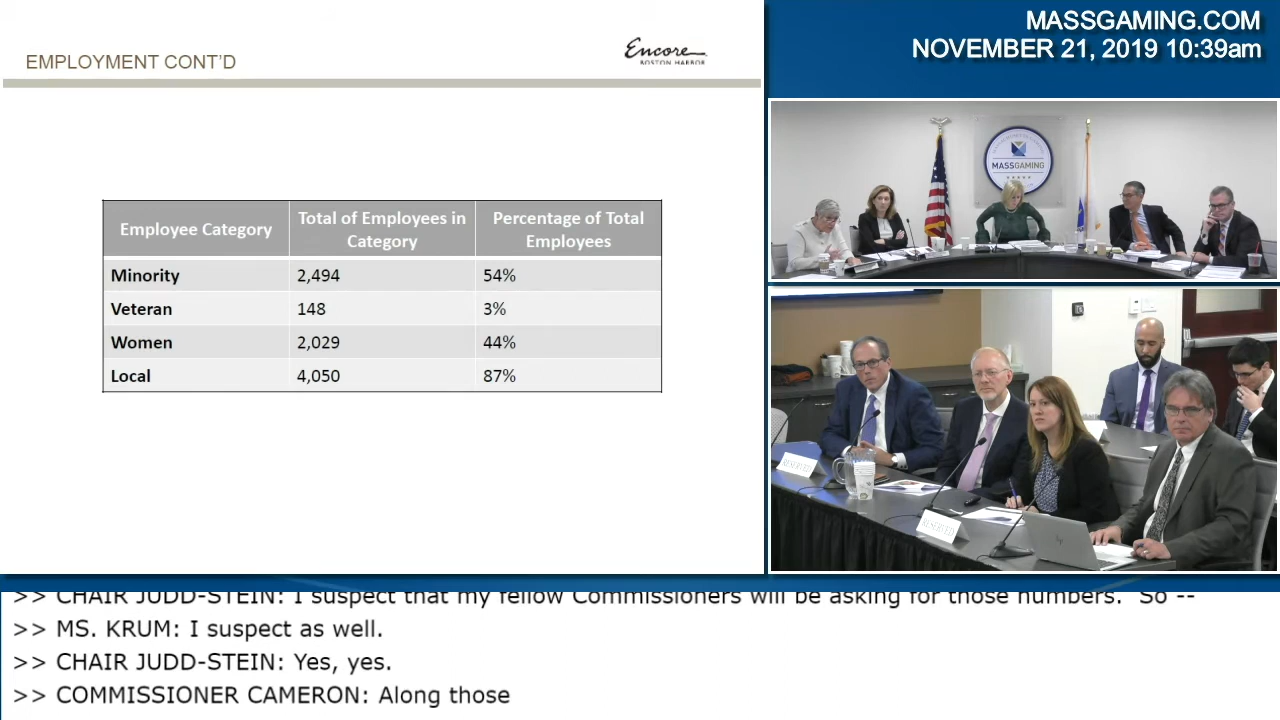 EMPLOYMENT CONT'D
Encore
BOSTON HARBOR
Employee Category
Total of Employees in
Category
Percentage of Total
Employees
Minority
2,494
54%
Veteran
148
3%
Women
2,029
44%
Local
4,050
87%
MASSGAMING.COM
NOVEMBER 21, 2019 10:39am
MASSGAMING
RESERVED
RESERVED
>> CHAIR JUDD-STEIN: I suspect that my fellow Commissioners will be asking for those numbers. So --
>> MS. KRUM: I suspect as well.
>> CHAIR JUDD-STEIN: Yes, yes.
>> COMMISSIONER CAMERON: Along those